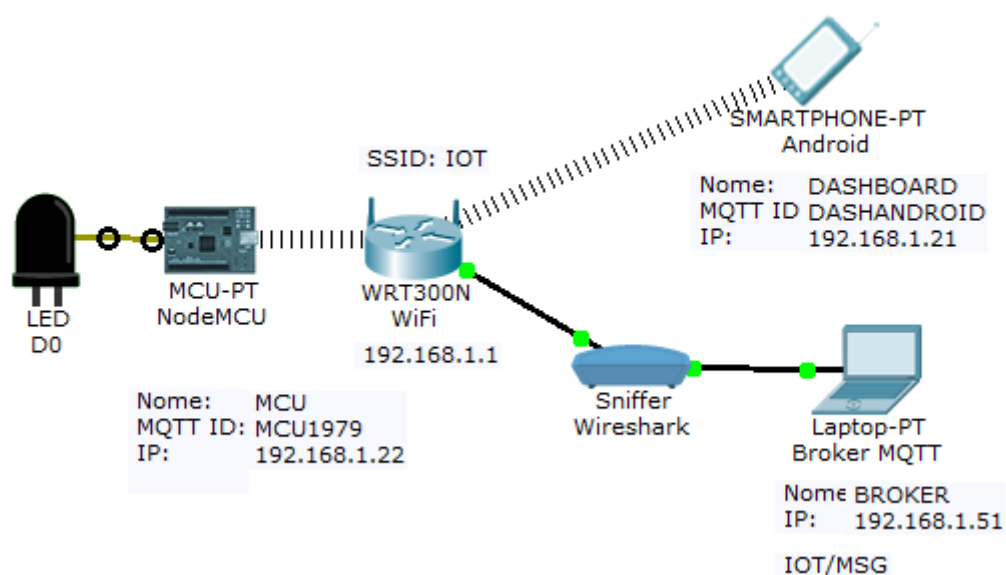 SMARTPHONE-PT
Android
Nome: DASHBOARD
MQTT ID DASHANDROID
IP: 192.168.1.21
SSID: IOT
LED
D0
MCU-PT
NodeMCU
WRT300N
WiFi
192.168.1.1
Nome: MCU
MQTT ID: MCU1979
IP: 192.168.1.22
Sniffer
Wireshark
Laptop-PT
Broker MQTT
Nome BROKER
IP: 192.168.1.51
IOT/MSG